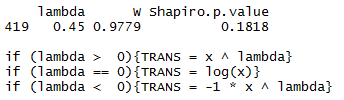 lambda W Shapiro.p.value
419 0.45 0.9779 0.1818
if (lambda > 0){TRANS = x ^ lambda}
if (lambda == 0){TRANS = log(x)}
if (lambda < 0){TRANS = -1 * x ^ lambda}